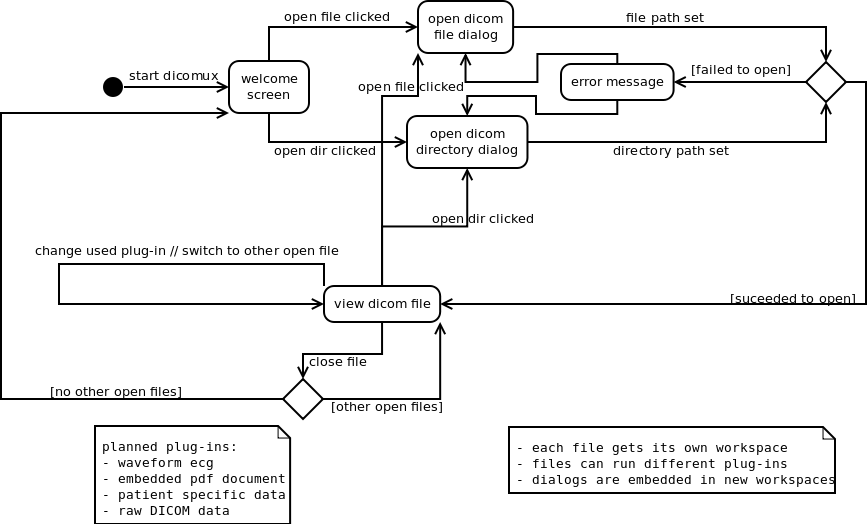 open file clicked
open dicom
file dialog
file path set
start dicomux
welcome
screen
open file clicked
error message
[failed to open]
open dicom
directory dialog
open dir clicked
directory path set
open dir clicked
change used plug-in // switch to other open file
view dicom file
[suceeded to open]
close file
[no other open files]
[other open files]
planned plug-ins:
- waveform ecg
- embedded pdf document
- patient specific data
- raw DICOM data
- each file gets its own workspace
- files can run different plug-ins
- dialogs are embedded in new workspaces